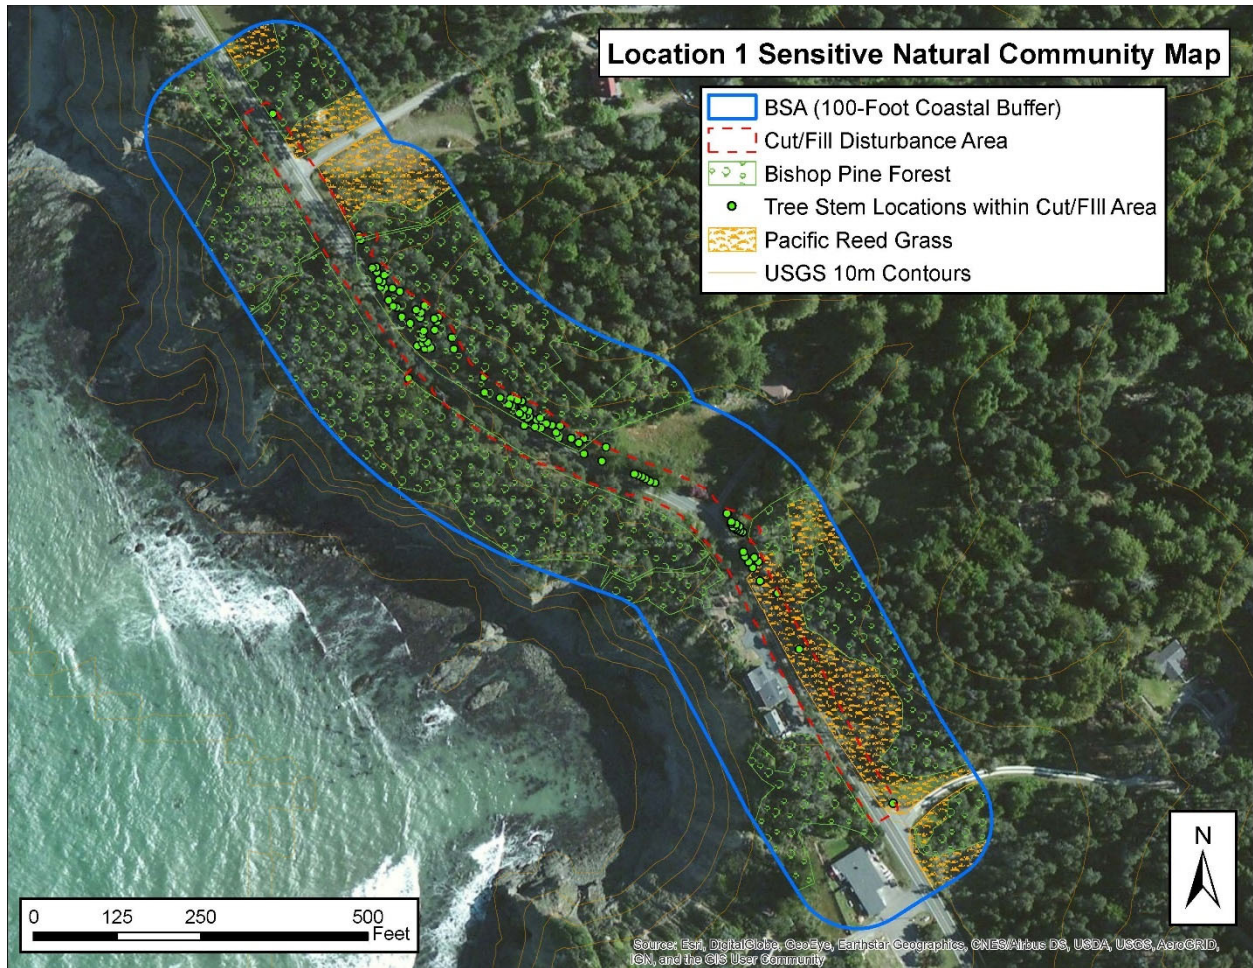 Location 1 Sensitive Natural Community Map
BSA (100-Foot Coastal Buffer)
Cut/Fill Disturbance Area
Bishop Pine Forest
Tree Stem Locations within Cut/FIll Area
Pacific Reed Grass
USGS 10m Contours
N
0 125 250 500
Feet
Source: Esri, DigitalGlobe, GeoEye, Earthstar Geographics, CNES/Airbus DS, USDA, USGS, AeroGRID,
IGN, and the GIS User Community